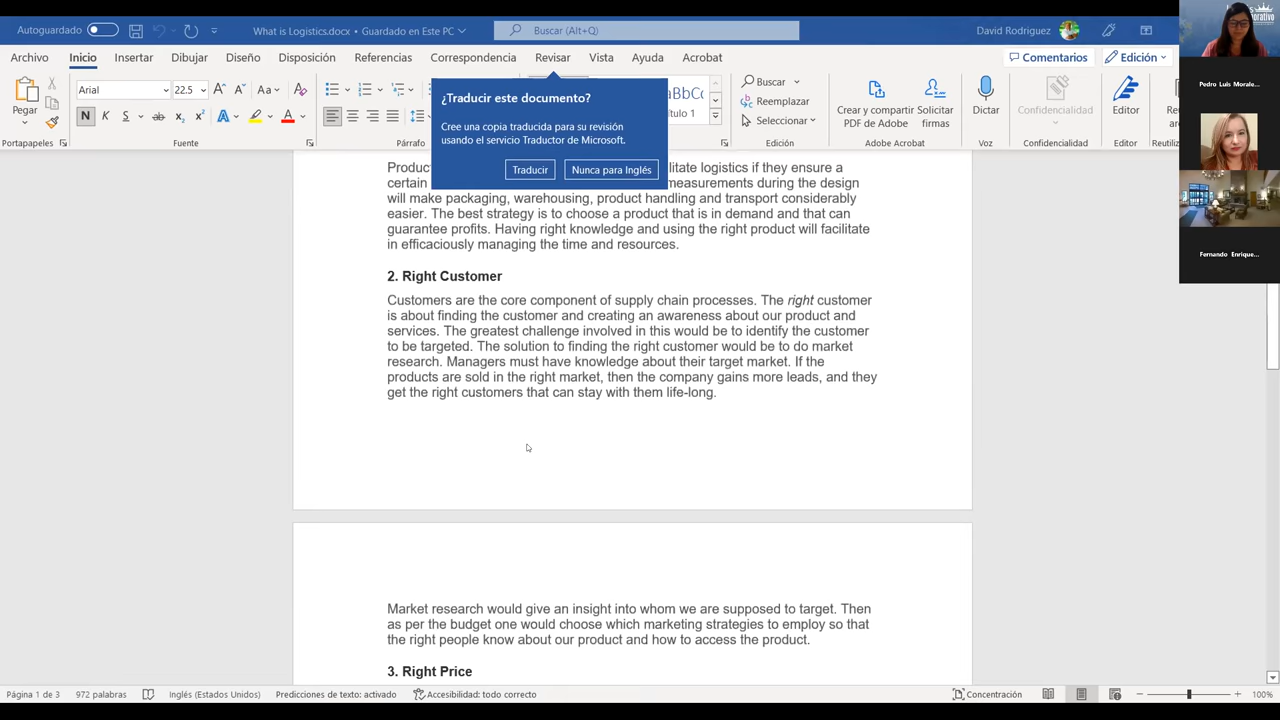 Autoguardado
What is Logistics.docx • Guardado en Este PC
Buscar (Alt+Q)
David Rodriguez
Archivo Inicio Insertar Dibujar Diseño Disposición Referencias Correspondencia Revisar Vista Ayuda Acrobat
Comentarios
Edición
Pegar
Portapapeles
Arial 22.5
Aa
N K S ab x₂ x²
Fuente
Párrafo
Título 1
Buscar
Reemplazar
Seleccionar
Edición
Crear y compartir PDF de Adobe
Solicitar firmas
Adobe Acrobat
Dictar
Voz
Confidencialidad
Confidencialidad
Editor
Editor
¿Traducir este documento?
Cree una copia traducida para su revisión
usando el servicio Traductor de Microsoft.
Traducir
Nunca para Inglés
Pedro Luis Morale...
Fernando Enrique...
litate logistics if they ensure a
certain measurements during the design
will make packaging, warehousing, product handling and transport considerably
easier. The best strategy is to choose a product that is in demand and that can
guarantee profits. Having right knowledge and using the right product will facilitate
in efficaciously managing the time and resources.
2. Right Customer
Customers are the core component of supply chain processes. The right customer
is about finding the customer and creating an awareness about our product and
services. The greatest challenge involved in this would be to identify the customer
to be targeted. The solution to finding the right customer would be to do market
research. Managers must have knowledge about their target market. If the
products are sold in the right market, then the company gains more leads, and they
get the right customers that can stay with them life-long.
Market research would give an insight into whom we are supposed to target. Then
as per the budget one would choose which marketing strategies to employ so that
the right people know about our product and how to access the product.
3. Right Price
Página 1 de 3
972 palabras
Inglés (Estados Unidos)
Predicciones de texto: activado
Accesibilidad: todo correcto
Concentración
100%